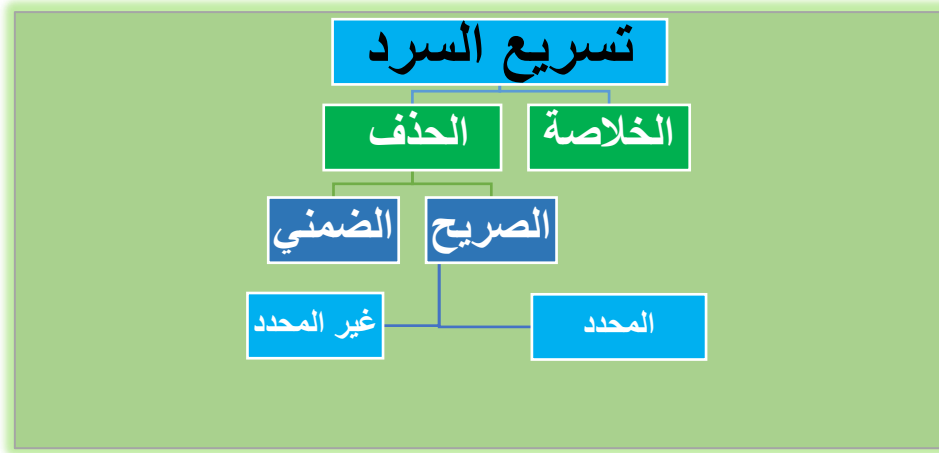 تسريع السرد
الخلاصة
الحذف
الصريح
الضمني
المحدد
غير المحدد